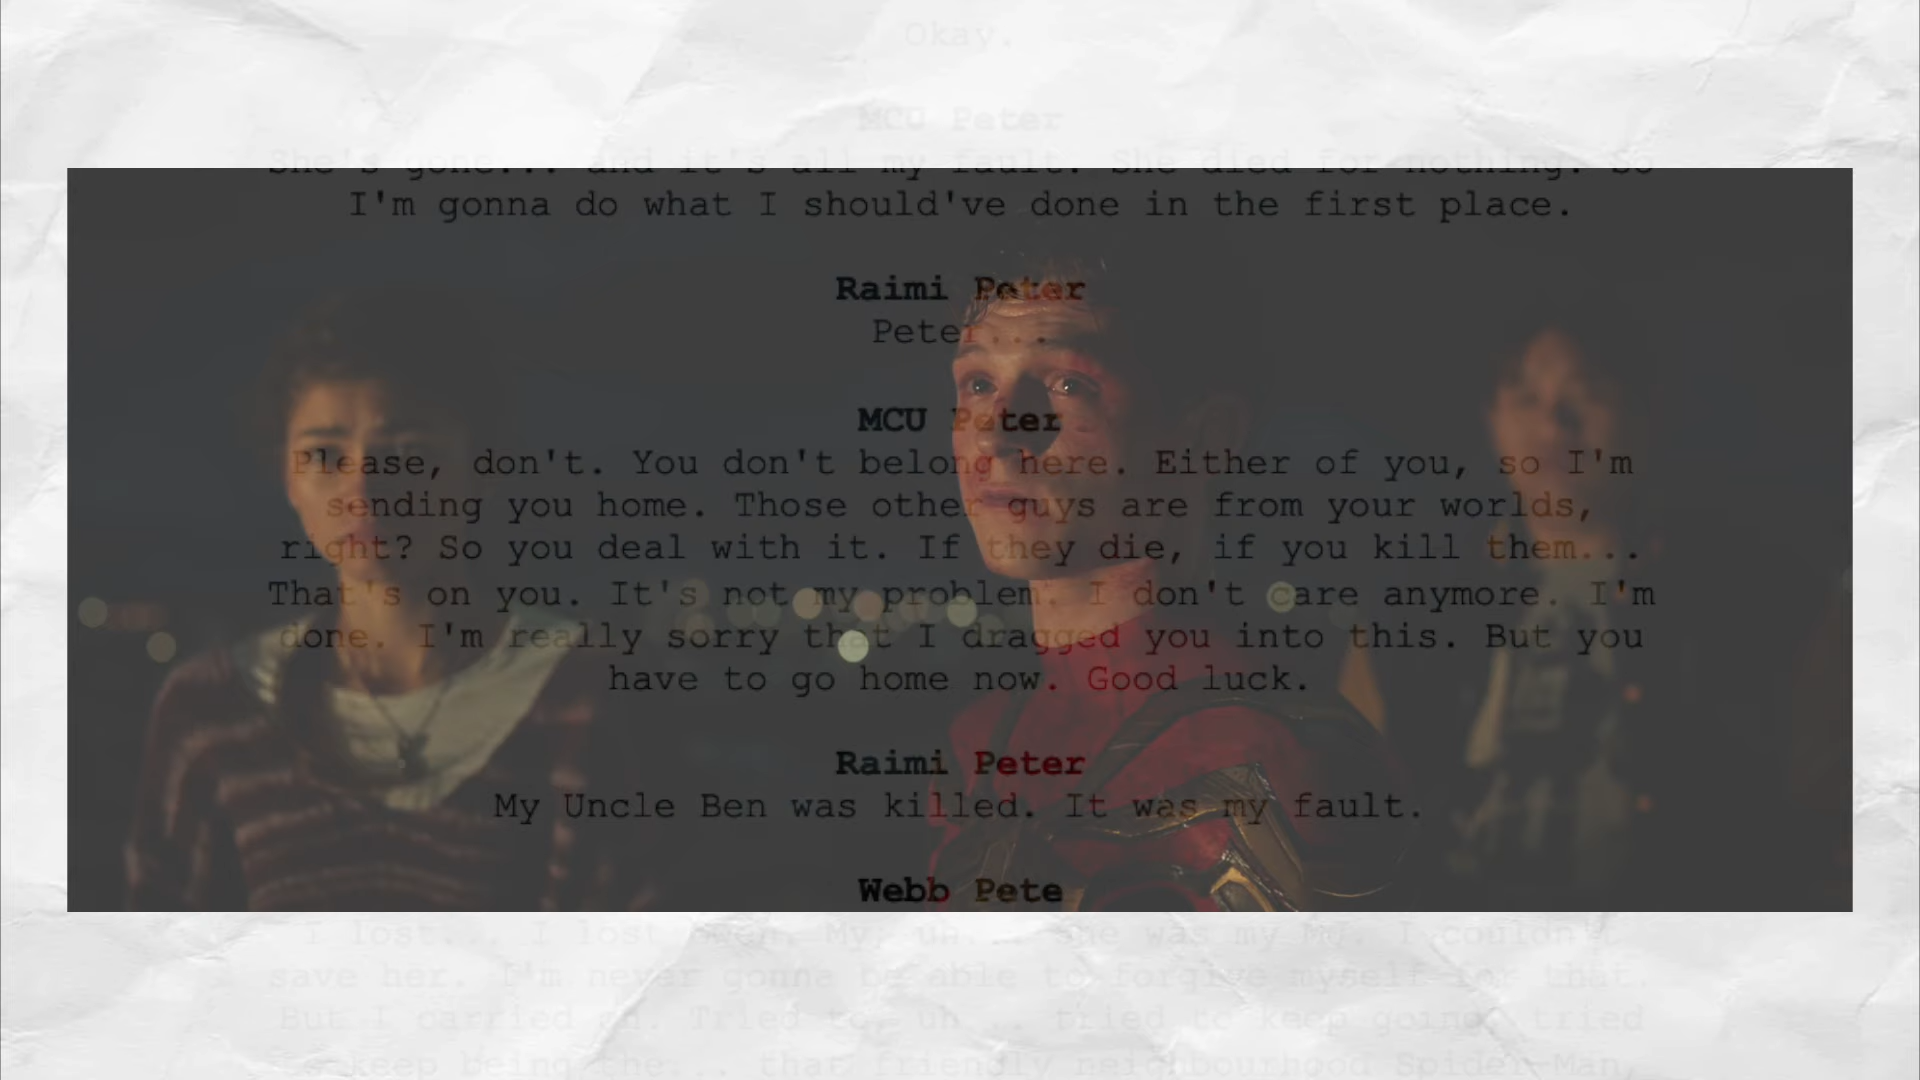 Okay.
MCU Peter
She's gone... and it's all my fault. She died for nothing. So
I'm gonna do what I should've done in the first place.
Raimi Peter
Peter...
MCU Peter
Please, don't. You don't belong here. Either of you, so I'm
sending you home. Those other guys are from your worlds,
right? So you deal with it. If they die, if you kill them...
That's on you. It's not my problem. I don't care anymore. I'm
done. I'm really sorry that I dragged you into this. But you
have to go home now. Good luck.
Raimi Peter
My Uncle Ben was killed. It was my fault.
Webb Pete
I lost... I lost Gwen. My, uh... She was my MJ. I couldn't
save her. I'm never gonna be able to forgive myself for that.
But I carried on. Tried to, uh... tried to keep going, tried
to keep being the... that friendly neighbourhood Spider-Man,